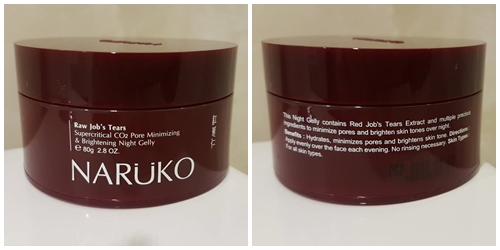 Raw Job's Tears
Supercritical CO2 Pore Minimizing
& Brightening Night Gelly
℮ 80g 2.8 OZ.
NARÜKO
This Night Gelly contains Red Job's Tears Extract and multiple precious
ingredients to minimize pores and brighten skin tones over night.
Benefits : Hydrates, minimizes pores and brightens skin tone. Directions :
Apply evenly over the face each evening. No rinsing necessary. Skin Types :
For all skin types.